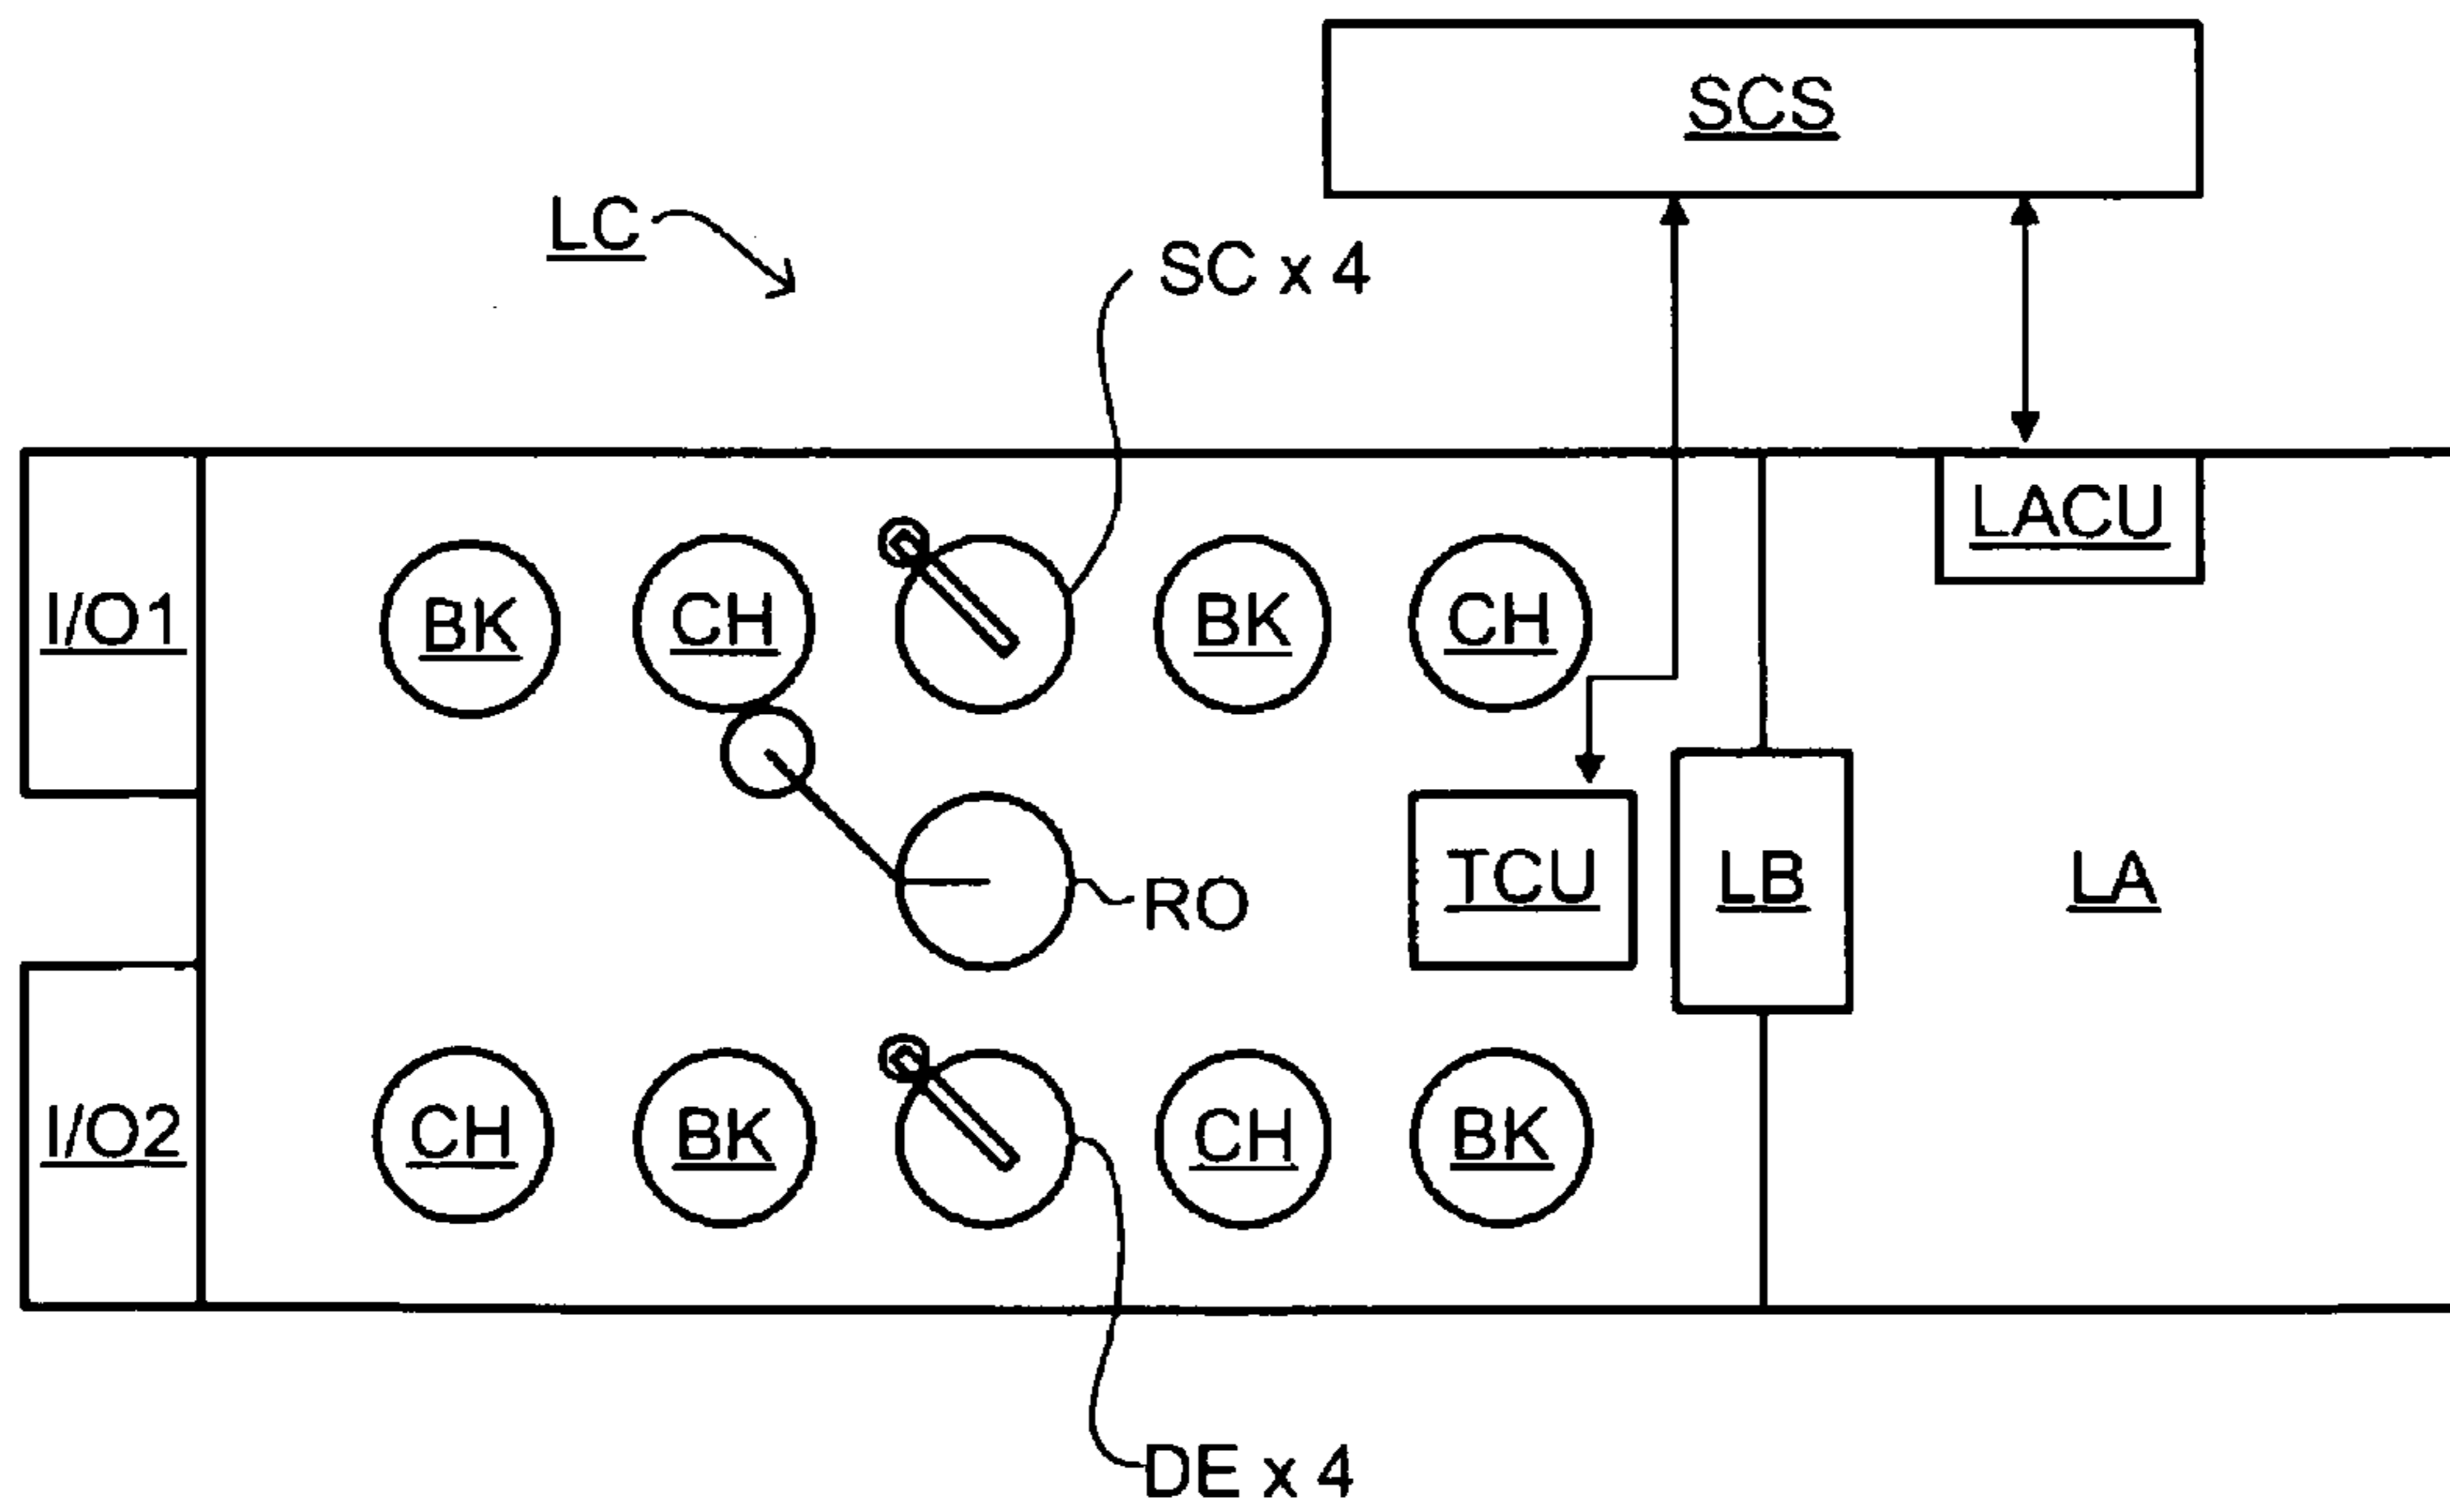 SCS
LC
SC x 4
LACU
I/O1
BK
CH
BK
CH
TCU
LB
LA
RO
I/O2
CH
BK
CH
BK
DE x 4